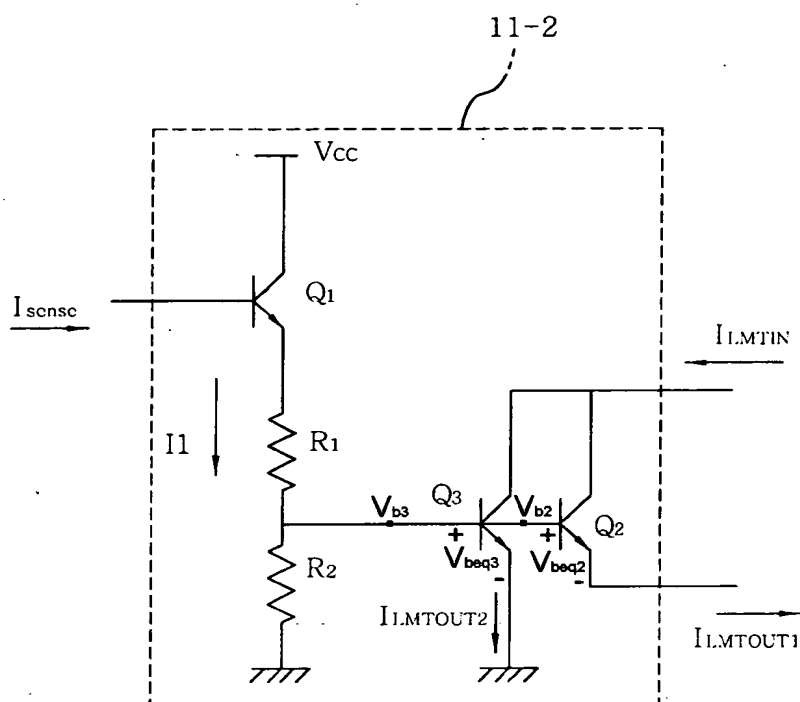 11-2
Vcc
Q1
Isense
ILMTIN
I1
R1
Vb3
Q3
Vb2
Q2
+
Vbeq3
-
+
Vbeq2
-
R2
ILMTOUT2
ILMTOUT1